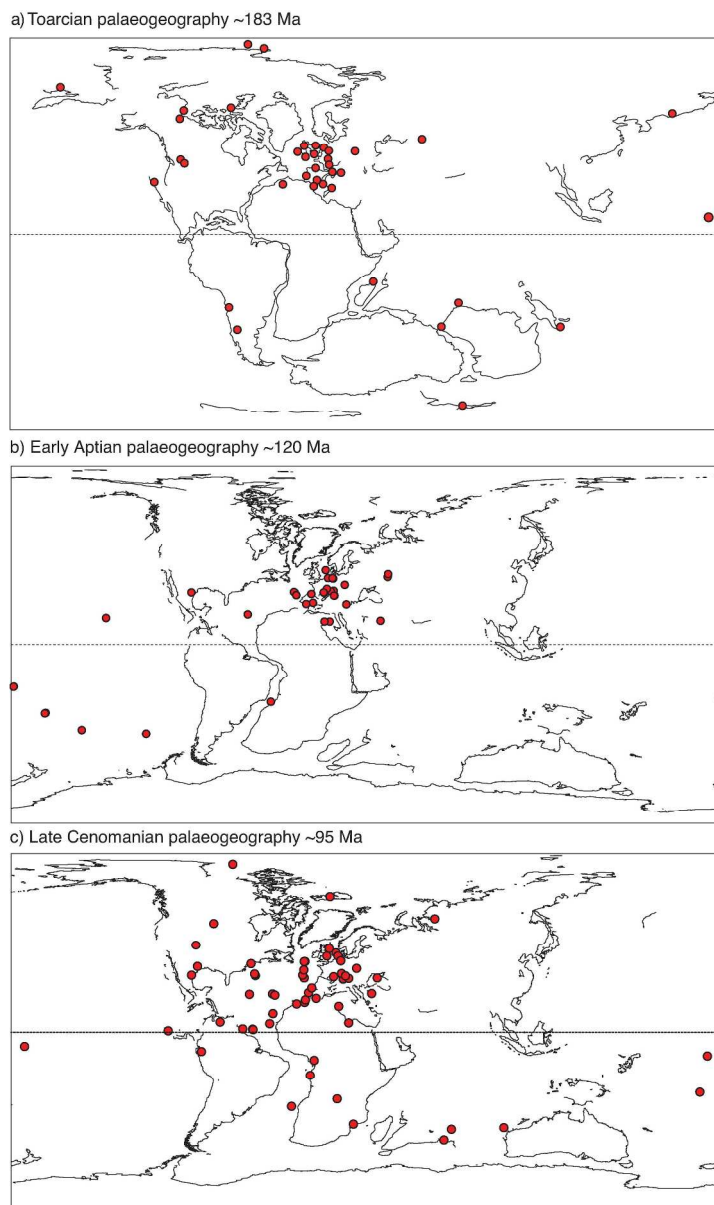 a) Toarcian palaeogeography ~183 Ma
b) Early Aptian palaeogeography ~120 Ma
c) Late Cenomanian palaeogeography ~95 Ma